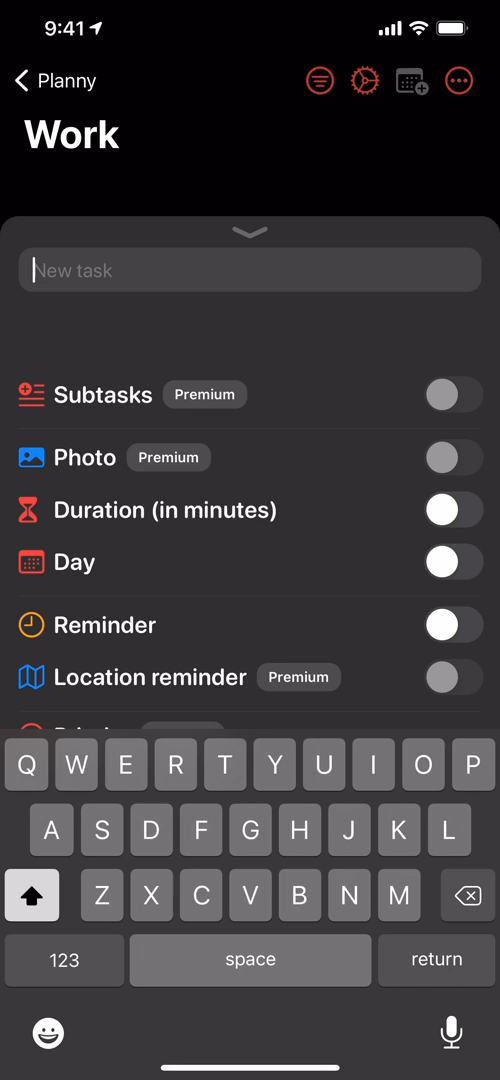 9:41
Planny
Work
New task
Subtasks Premium
Photo Premium
Duration (in minutes)
Day
Reminder
Location reminder Premium
Q W E R T Y U I O P
A S D F G H J K L
Z X C V B N M
123 space return